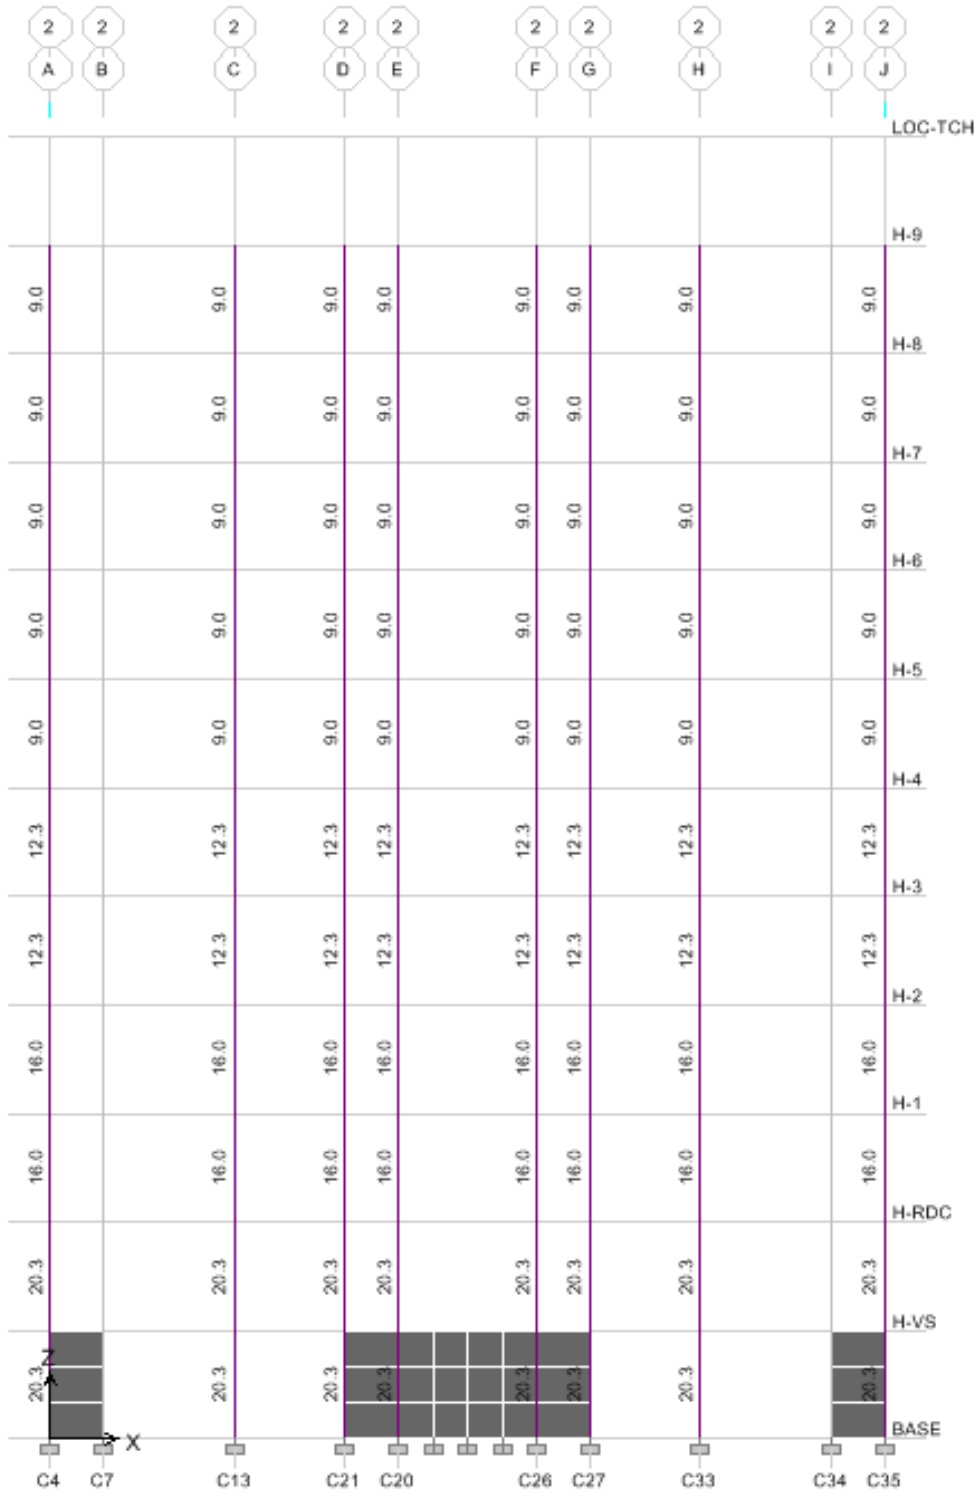 2 2 2 2 2 2 2 2 2 2
A B C D E F G H I J
LOC-TCH
H-9
9.0 9.0 9.0 9.0 9.0 9.0 9.0 9.0
H-8
9.0 9.0 9.0 9.0 9.0 9.0 9.0 9.0
H-7
9.0 9.0 9.0 9.0 9.0 9.0 9.0 9.0
H-6
9.0 9.0 9.0 9.0 9.0 9.0 9.0 9.0
H-5
9.0 9.0 9.0 9.0 9.0 9.0 9.0 9.0
H-4
12.3 12.3 12.3 12.3 12.3 12.3 12.3 12.3
H-3
12.3 12.3 12.3 12.3 12.3 12.3 12.3 12.3
H-2
16.0 16.0 16.0 16.0 16.0 16.0 16.0 16.0
H-1
16.0 16.0 16.0 16.0 16.0 16.0 16.0 16.0
H-RDC
20.3 20.3 20.3 20.3 20.3 20.3 20.3 20.3
H-VS
Z
20.3 20.3 20.3 20.3 20.3 20.3 20.3 20.3
BASE
X
C4 C7 C13 C21 C20 C26 C27 C33 C34 C35